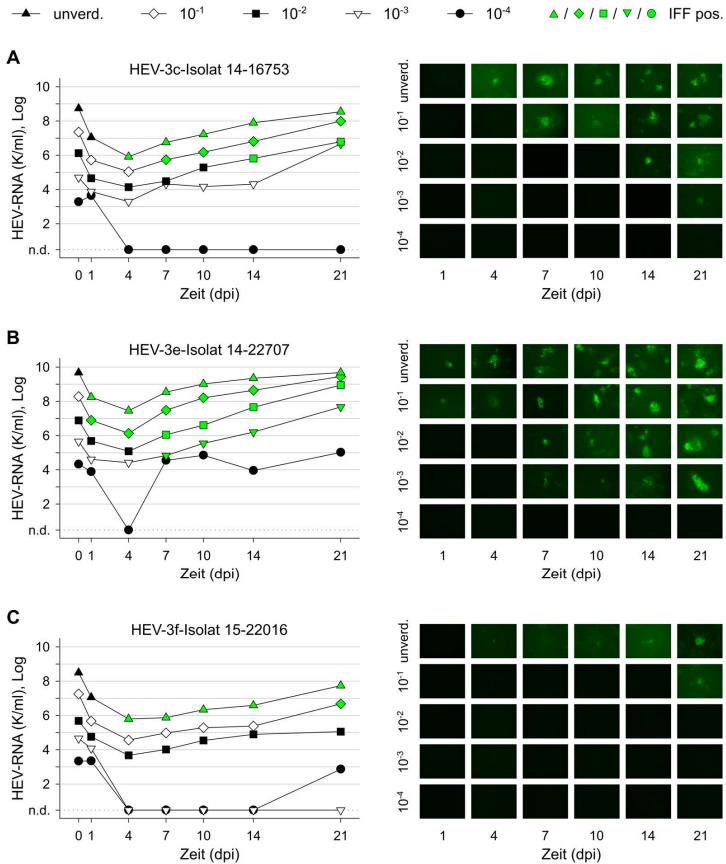 unverd. 10⁻¹ 10⁻² 10⁻³ 10⁻⁴ / / / / IFF pos.
A
HEV-3c-Isolat 14-16753
HEV-RNA (K/ml), Log
10
8
6
4
2
n.d.
0 1 4 7 10 14 21
Zeit (dpi)
unverd.
10⁻¹
10⁻²
10⁻³
10⁻⁴
1 4 7 10 14 21
Zeit (dpi)
B
HEV-3e-Isolat 14-22707
HEV-RNA (K/ml), Log
10
8
6
4
2
n.d.
0 1 4 7 10 14 21
Zeit (dpi)
unverd.
10⁻¹
10⁻²
10⁻³
10⁻⁴
1 4 7 10 14 21
Zeit (dpi)
C
HEV-3f-Isolat 15-22016
HEV-RNA (K/ml), Log
10
8
6
4
2
n.d.
0 1 4 7 10 14 21
Zeit (dpi)
unverd.
10⁻¹
10⁻²
10⁻³
10⁻⁴
1 4 7 10 14 21
Zeit (dpi)